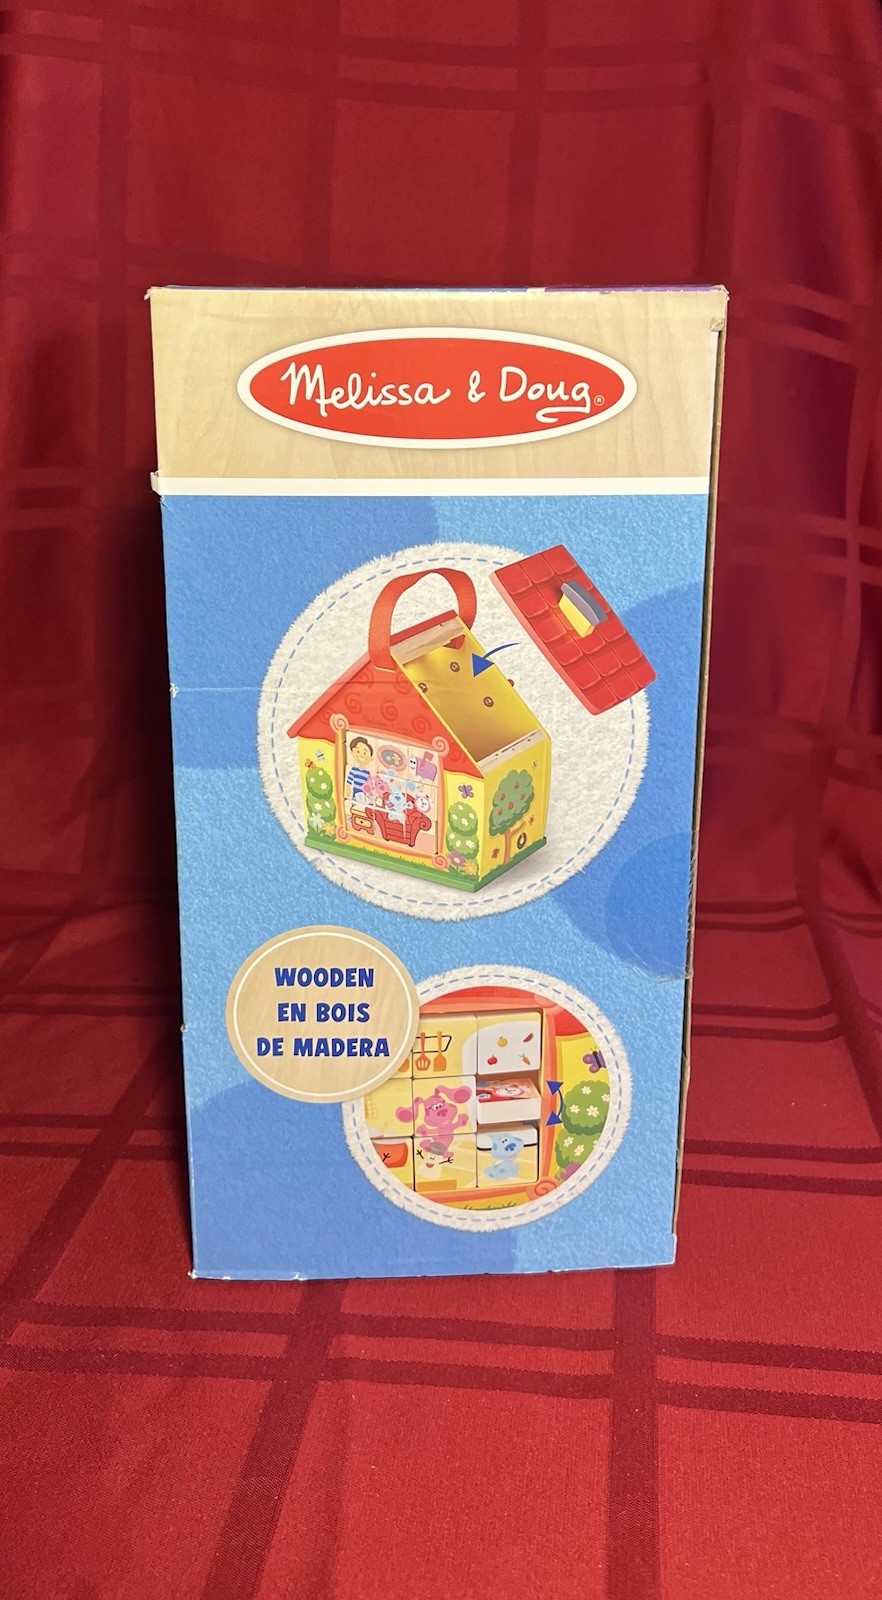 Melissa & Doug®
WOODEN
EN BOIS
DE MADERA